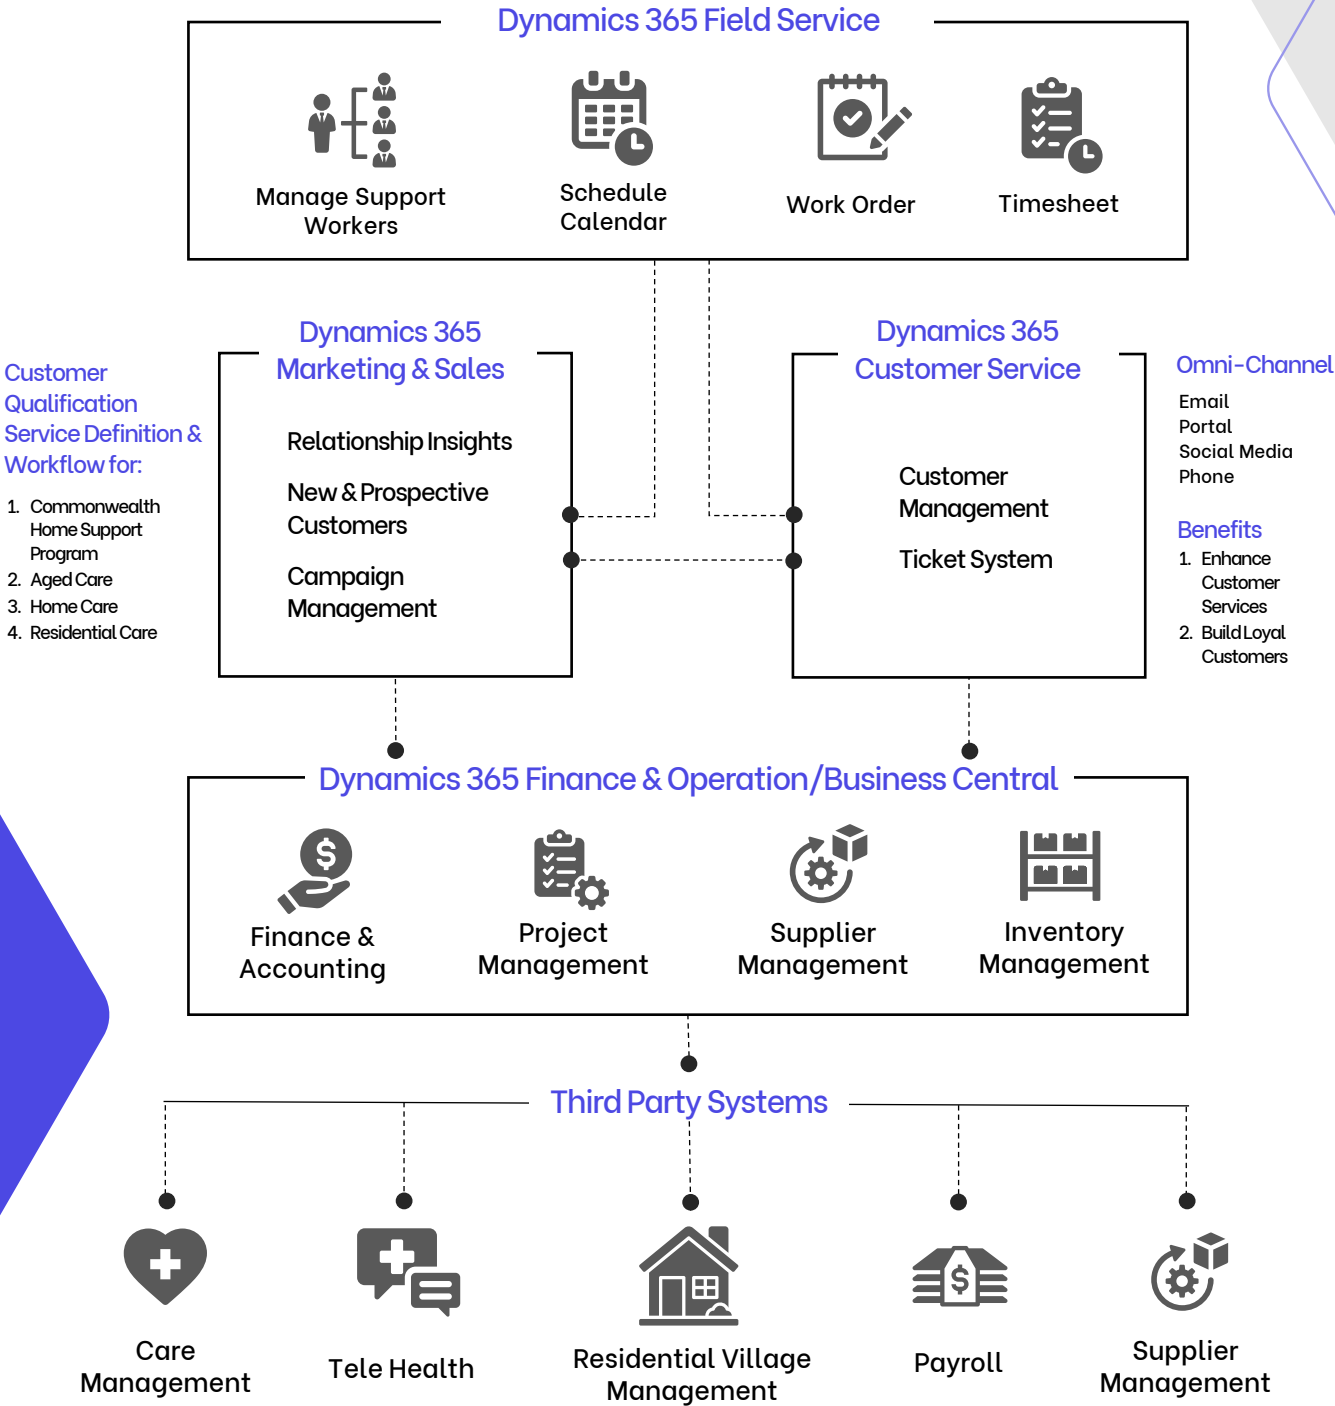 Dynamics 365 Field Service
Manage Support
Workers
Schedule
Calendar
Work Order
Timesheet
Customer
Qualification
Service Definition &
Workflow for:
1. Commonwealth
Home Support
Program
2. Aged Care
3. Home Care
4. Residential Care
Dynamics 365
Marketing & Sales
Relationship Insights
New & Prospective
Customers
Campaign
Management
Dynamics 365
Customer Service
Customer
Management
Ticket System
Omni-Channel
Email
Portal
Social Media
Phone
Benefits
1. Enhance
Customer
Services
2. Build Loyal
Customers
Dynamics 365 Finance & Operation/Business Central
Finance &
Accounting
Project
Management
Supplier
Management
Inventory
Management
Third Party Systems
Care
Management
Tele Health
Residential Village
Management
Payroll
Supplier
Management